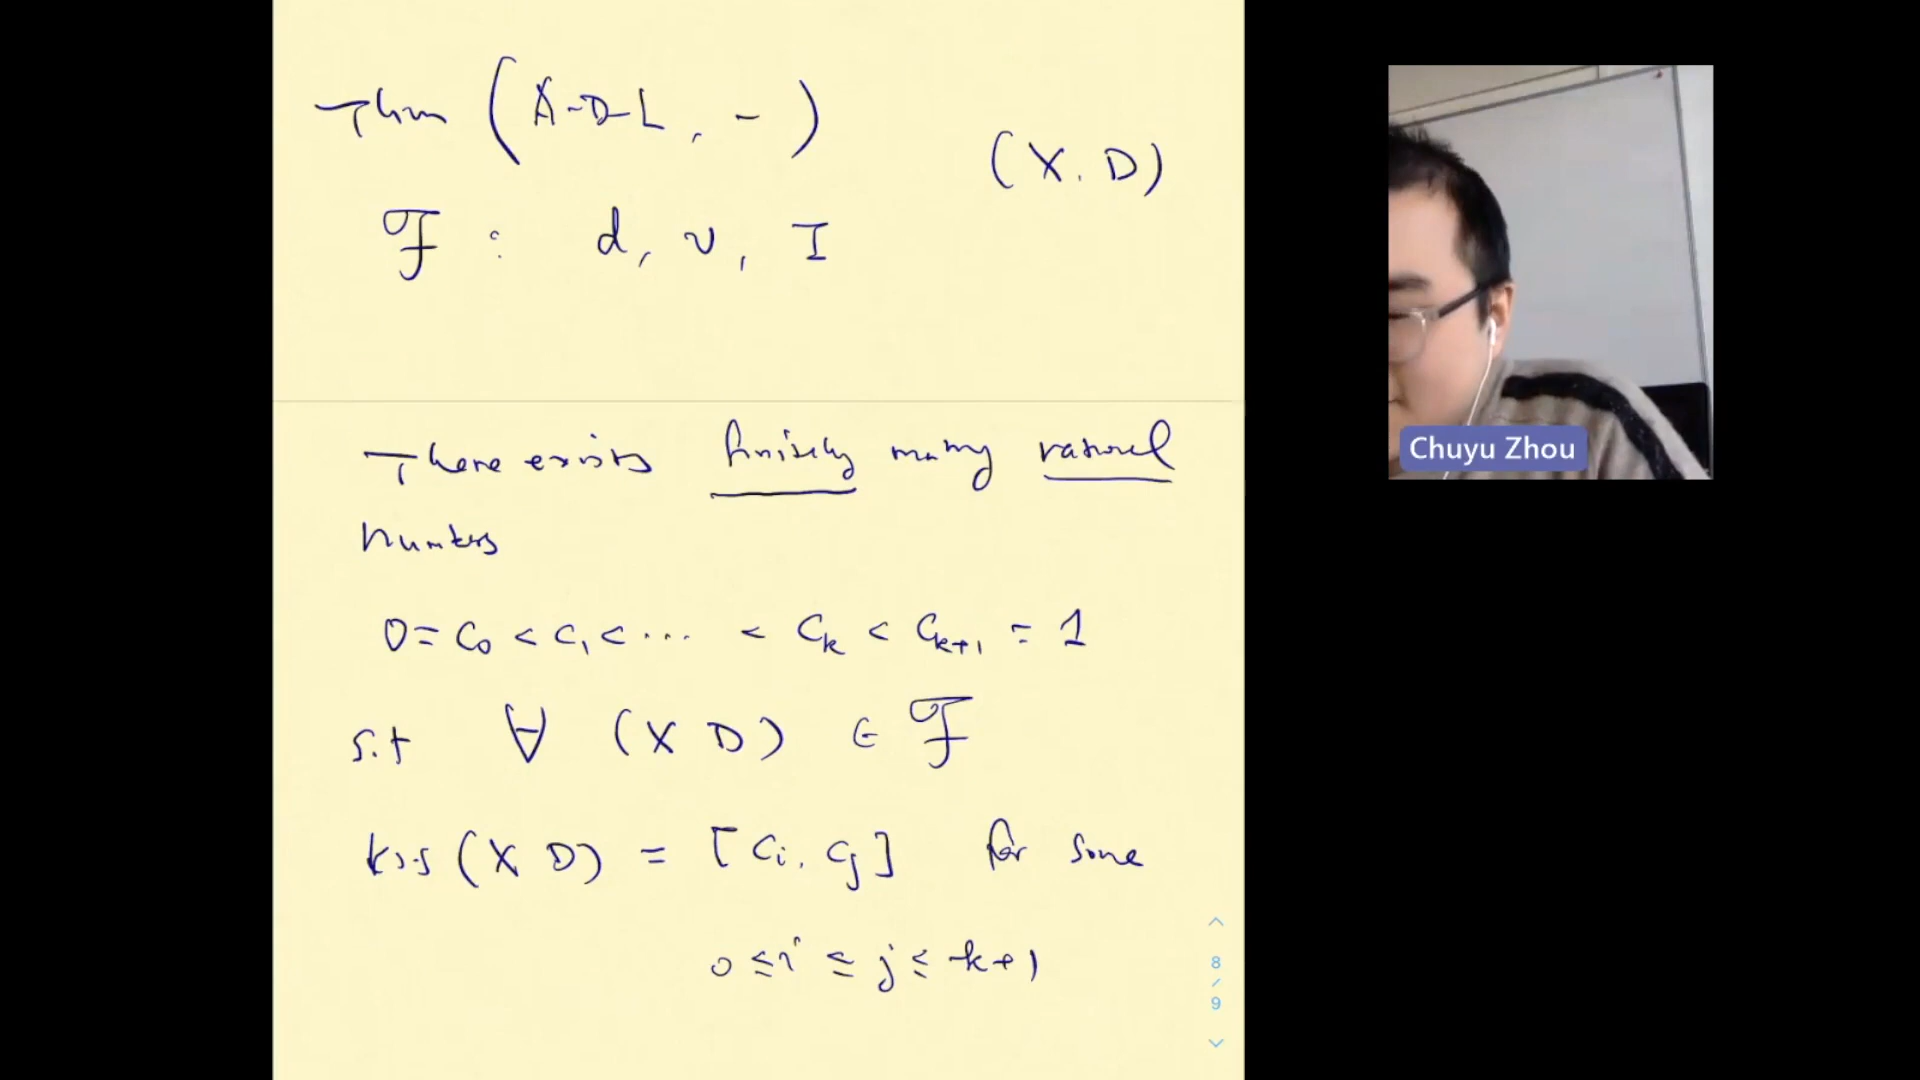 Thm (A-D-L, - )
(X, D)
F : d, v, I
There exists finitely many rational
numbers
0 = c₀ < c₁ < ... < cₖ < cₖ₊₁ = 1
s.t ∀ (X D) ∈ F
kss (X D) = [cᵢ, cⱼ] for some
0 ≤ i ≤ j ≤ k+1
Chuyu Zhou
8
/
9